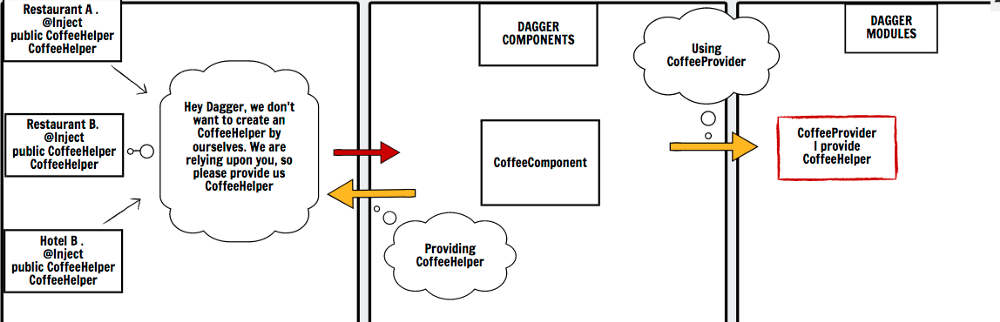 Restaurant A .
@Inject
public CoffeeHelper
CoffeeHelper
Restaurant B.
@Inject
public CoffeeHelper
CoffeeHelper
Hotel B .
@Inject
public CoffeeHelper
CoffeeHelper
Hey Dagger, we don't
want to create an
CoffeeHelper by
ourselves. We are
relying upon you, so
please provide us
CoffeeHelper
DAGGER
COMPONENTS
CoffeeComponent
Providing
CoffeeHelper
Using
CoffeeProvider
DAGGER
MODULES
CoffeeProvider
I provide
CoffeeHelper